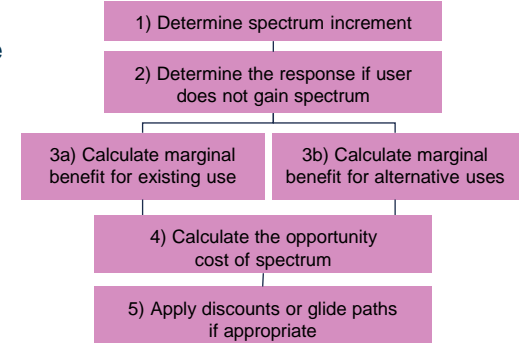 1) Determine spectrum increment
e
2) Determine the response if user
does not gain spectrum
3a) Calculate marginal
benefit for existing use
3b) Calculate marginal
benefit for alternative uses
4) Calculate the opportunity
cost of spectrum
5) Apply discounts or glide paths
if appropriate